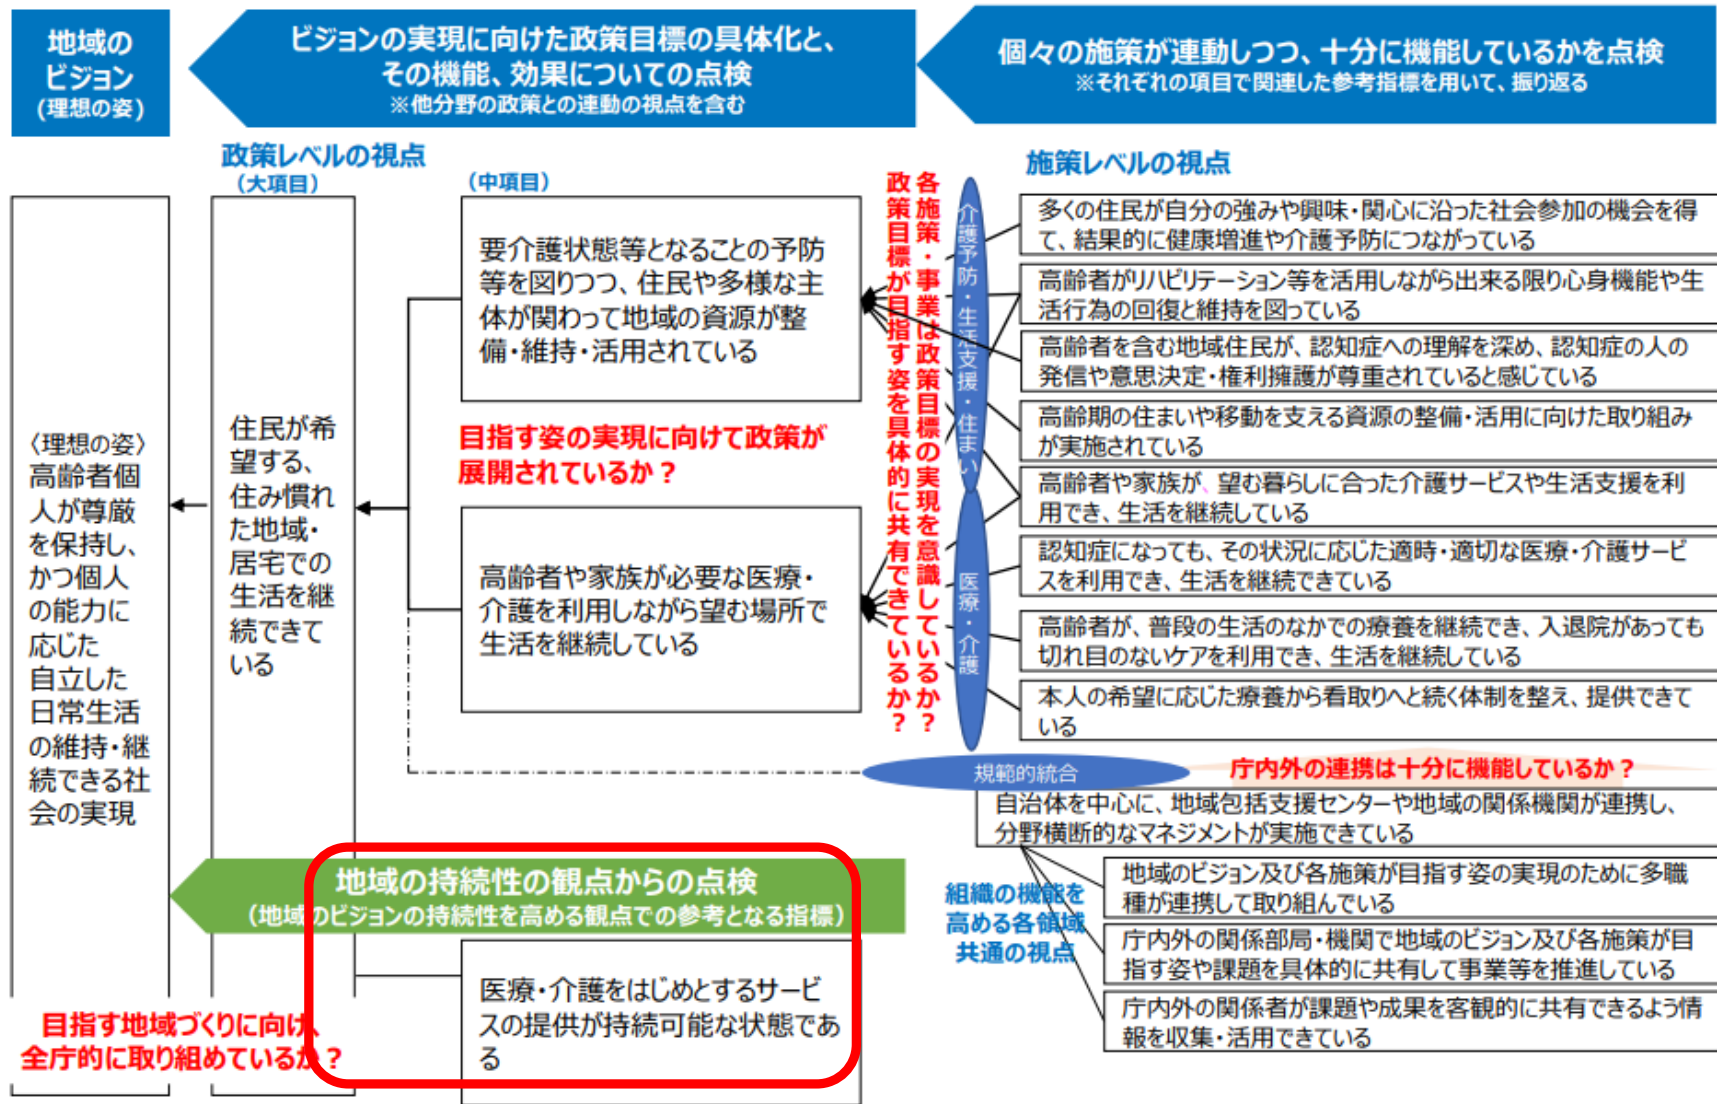 地域の
ビジョン
(理想の姿)
ビジョンの実現に向けた政策目標の具体化と、
その機能、効果についての点検
※他分野の政策との連動の視点を含む
個々の施策が連動しつつ、十分に機能しているかを点検
※それぞれの項目で関連した参考指標を用いて、振り返る
政策レベルの視点
(大項目)
(中項目)
施策レベルの視点
〈理想の姿〉
高齢者個
人が尊厳
を保持し、
かつ個人
の能力に
応じた
自立した
日常生活
の維持・継
続できる社
会の実現
住民が希
望する、
住み慣れ
た地域・
居宅での
生活を継
続できて
いる
要介護状態等となることの予防
等を図りつつ、住民や多様な主
体が関わって地域の資源が整
備・維持・活用されている
目指す姿の実現に向けて政策が
展開されているか？
高齢者や家族が必要な医療・
介護を利用しながら望む場所で
生活を継続している
各施策・事業は政策目標の実現を意識しているか？
政策目標が目指す姿を具体的に共有できているか？
介護予防・生活支援・住まい
医療・介護
多くの住民が自分の強みや興味・関心に沿った社会参加の機会を得
て、結果的に健康増進や介護予防につながっている
高齢者がリハビリテーション等を活用しながら出来る限り心身機能や生
活行為の回復と維持を図っている
高齢者を含む地域住民が、認知症への理解を深め、認知症の人の
発信や意思決定・権利擁護が尊重されていると感じている
高齢期の住まいや移動を支える資源の整備・活用に向けた取り組み
が実施されている
高齢者や家族が、望む暮らしに合った介護サービスや生活支援を利
用でき、生活を継続している
認知症になっても、その状況に応じた適時・適切な医療・介護サービ
スを利用でき、生活を継続できている
高齢者が、普段の生活のなかでの療養を継続でき、入退院があっても
切れ目のないケアを利用でき、生活を継続している
本人の希望に応じた療養から看取りへと続く体制を整え、提供できて
いる
規範的統合
庁内外の連携は十分に機能しているか？
自治体を中心に、地域包括支援センターや地域の関係機関が連携し、
分野横断的なマネジメントが実施できている
組織の機能を
高める各領域
共通の視点
地域のビジョン及び各施策が目指す姿の実現のために多職
種が連携して取り組んでいる
庁内外の関係部局・機関で地域のビジョン及び各施策が目
指す姿や課題を具体的に共有して事業等を推進している
庁内外の関係者が課題や成果を客観的に共有できるよう情
報を収集・活用できている
地域の持続性の観点からの点検
(地域のビジョンの持続性を高める観点での参考となる指標)
医療・介護をはじめとするサービ
スの提供が持続可能な状態であ
る
目指す地域づくりに向け、
全庁的に取り組めているか？